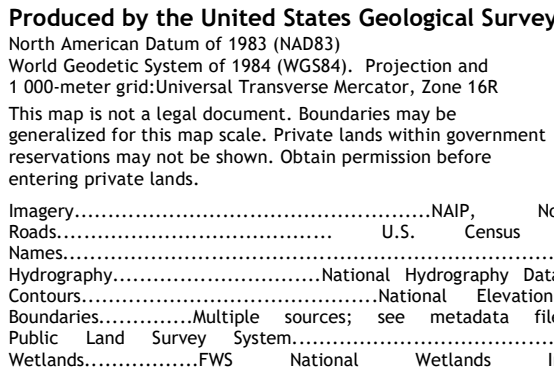 Produced by the United States Geological Survey
North American Datum of 1983 (NAD83)
World Geodetic System of 1984 (WGS84).  Projection and
1 000-meter grid:Universal Transverse Mercator, Zone 16R
This map is not a legal document. Boundaries may be
generalized for this map scale. Private lands within government
reservations may not be shown. Obtain permission before
entering private lands.
Imagery....................................................NAIP,
Roads........................................ U.S. Census
Names..................................................................
Hydrography..............................National Hydrography
Contours...........................................National Elevation
Boundaries.............Multiple sources; see metadata
Public Land Survey System......................................
Wetlands................FWS National Wetlands